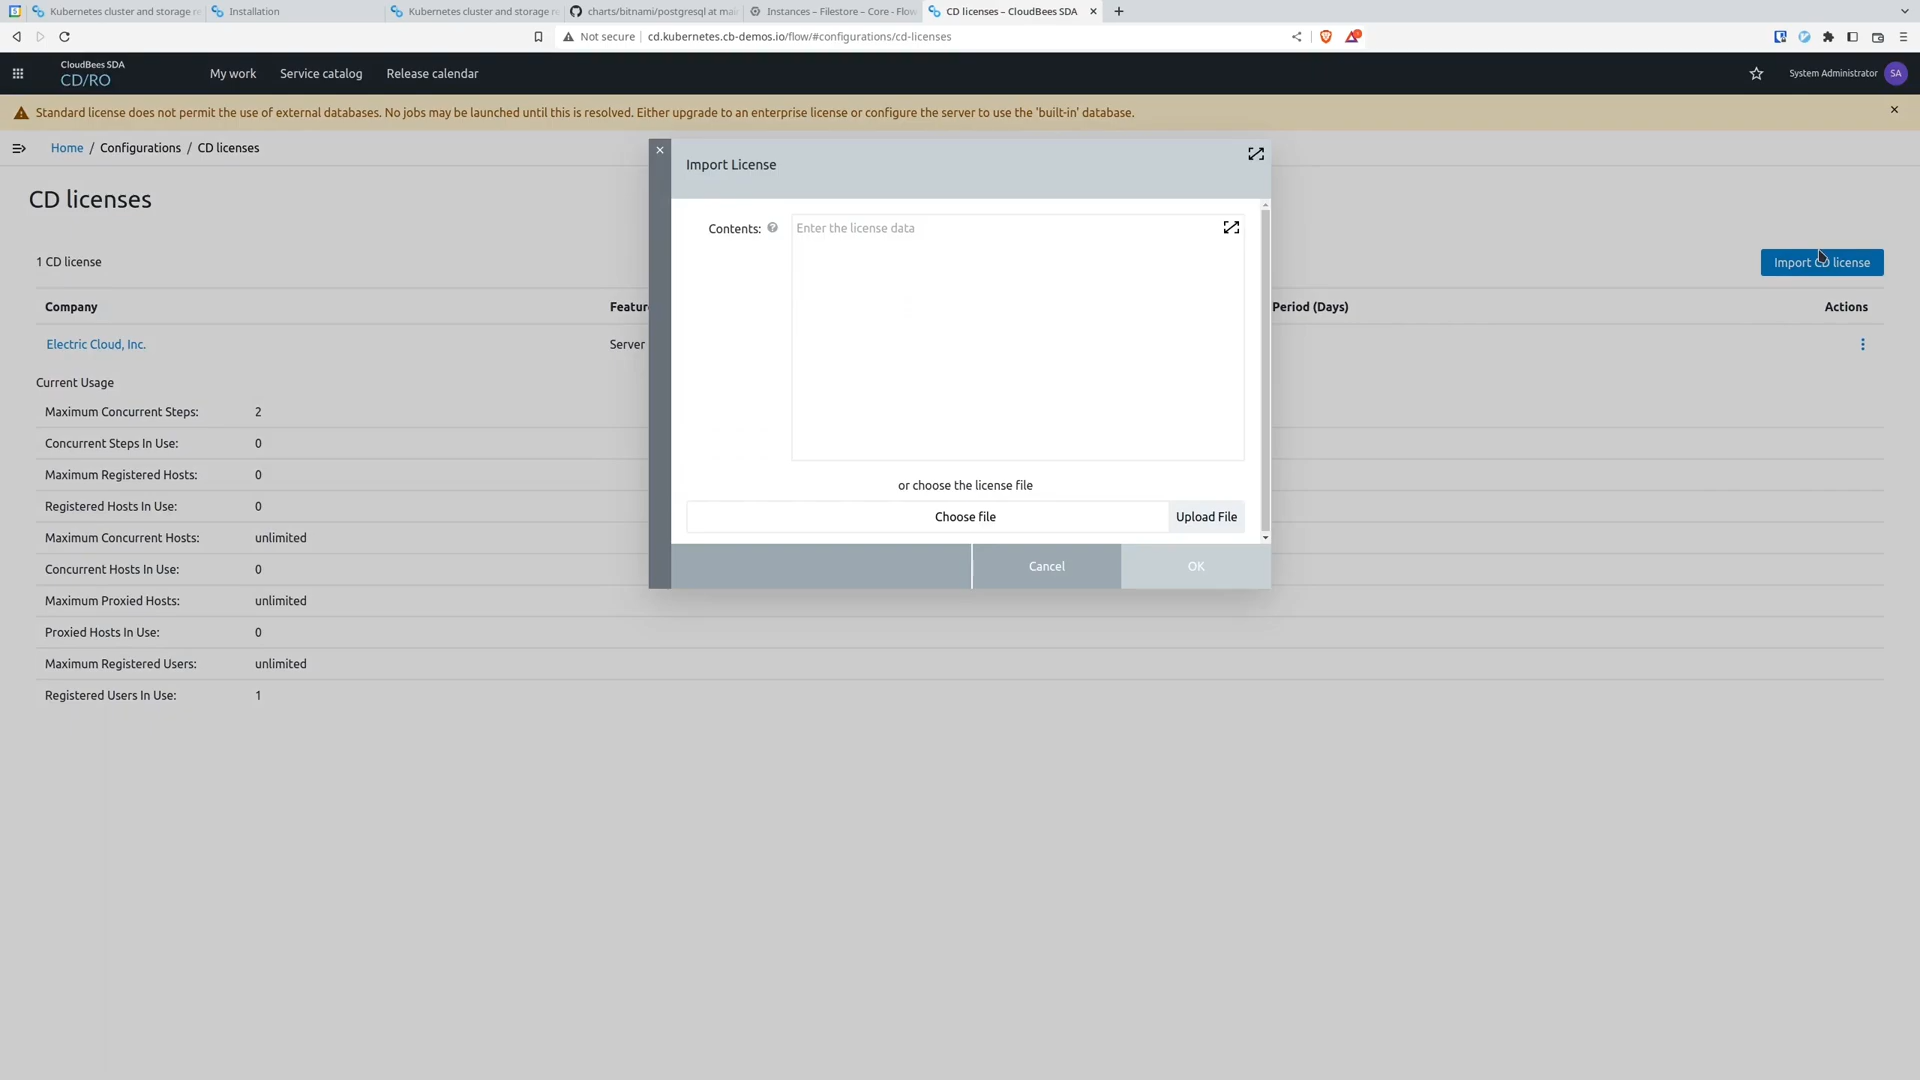 Kubernetes cluster and storage re
Installation
Kubernetes cluster and storage re
charts/bitnami/postgresql at mai
Instances – Filestore – Core - Flow
CD licenses – CloudBees SDA
Not secure
cd.kubernetes.cb-demos.io/flow/#configurations/cd-licenses
CloudBees SDA
CD/RO
My work
Service catalog
Release calendar
System Administrator
SA
Standard license does not permit the use of external databases. No jobs may be launched until this is resolved. Either upgrade to an enterprise license or configure the server to use the 'built-in' database.
Home / Configurations / CD licenses
CD licenses
1 CD license
Import CD license
Company
Featur
Period (Days)
Actions
Electric Cloud, Inc.
Server
Current Usage
Maximum Concurrent Steps: 2
Concurrent Steps In Use: 0
Maximum Registered Hosts: 0
Registered Hosts In Use: 0
Maximum Concurrent Hosts: unlimited
Concurrent Hosts In Use: 0
Maximum Proxied Hosts: unlimited
Proxied Hosts In Use: 0
Maximum Registered Users: unlimited
Registered Users In Use: 1
Import License
Contents:
Enter the license data
or choose the license file
Choose file
Upload File
Cancel
OK